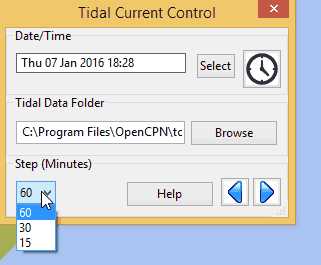 Tidal Current Control
Date/Time
Thu 07 Jan 2016 18:28
Select
Tidal Data Folder
C:\Program Files\OpenCPN\tc
Browse
Step (Minutes)
60
Help
60
30
15